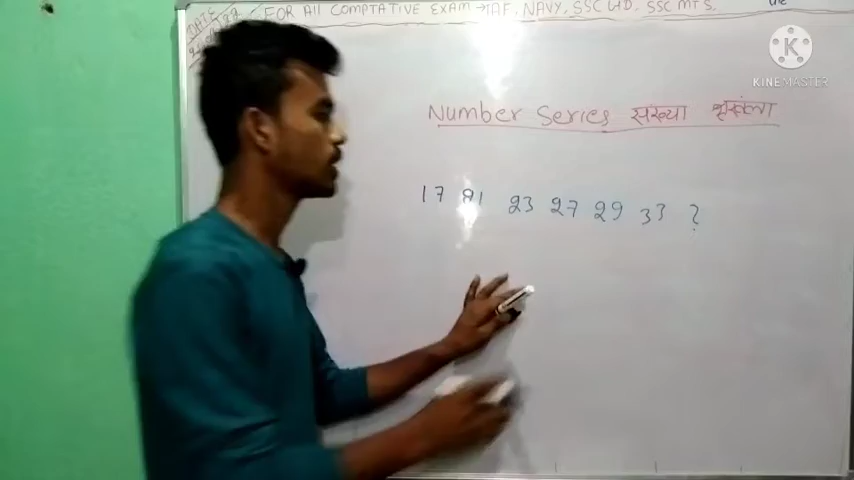 DATE
FOR All COMPTATIVE EXAM → IAF, NAVY, SSC GD, SSC MTS.
KINEMASTER
Number Series संख्या श्रृंखला
17 21 23 27 29 33 ?